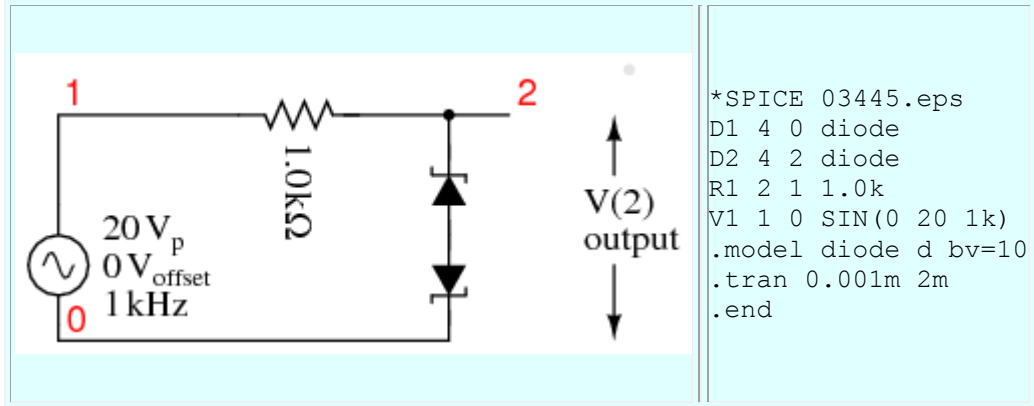 1
2
1.0kΩ
20 Vp
0 Voffset
1 kHz
0
V(2)
output
*SPICE 03445.eps
D1 4 0 diode
D2 4 2 diode
R1 2 1 1.0k
V1 1 0 SIN(0 20 1k)
.model diode d bv=10
.tran 0.001m 2m
.end